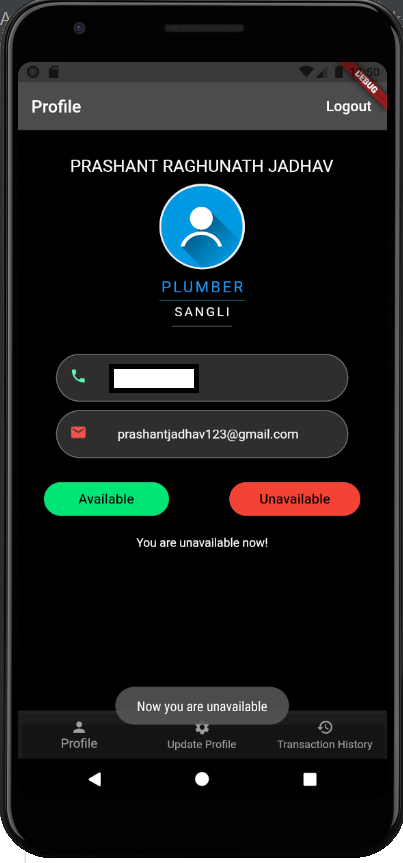 Profile
Logout
DEBUG
PRASHANT RAGHUNATH JADHAV
PLUMBER
SANGLI
prashantjadhav123@gmail.com
Available
Unavailable
You are unavailable now!
Now you are unavailable
Profile
Update Profile
Transaction History